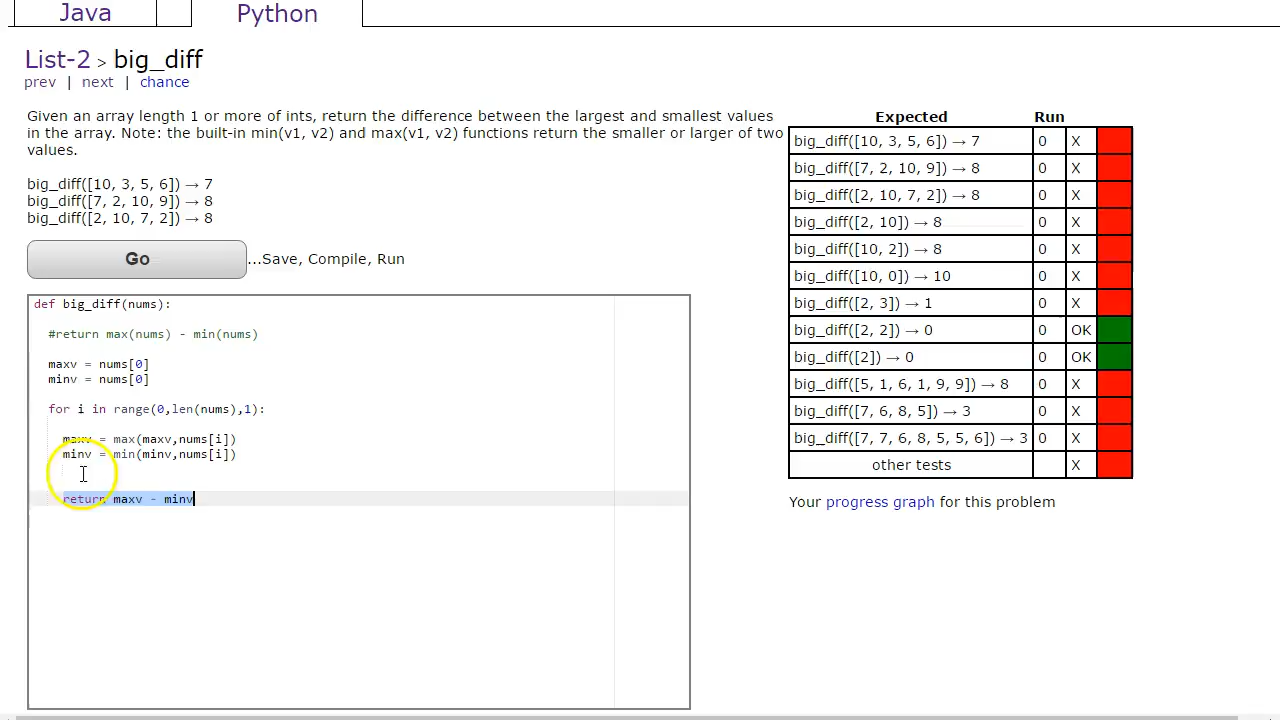 Java
Python
List-2 > big_diff
prev | next | chance
Given an array length 1 or more of ints, return the difference between the largest and smallest values
in the array. Note: the built-in min(v1, v2) and max(v1, v2) functions return the smaller or larger of two
values.
big_diff([10, 3, 5, 6]) → 7
big_diff([7, 2, 10, 9]) → 8
big_diff([2, 10, 7, 2]) → 8
Go
...Save, Compile, Run
def big_diff(nums):
#return max(nums) - min(nums)
maxv = nums[0]
minv = nums[0]
for i in range(0,len(nums),1):
maxv = max(maxv,nums[i])
minv = min(minv,nums[i])
return maxv - minv
Expected Run
big_diff([10, 3, 5, 6]) → 7 0 X
big_diff([7, 2, 10, 9]) → 8 0 X
big_diff([2, 10, 7, 2]) → 8 0 X
big_diff([2, 10]) → 8 0 X
big_diff([10, 2]) → 8 0 X
big_diff([10, 0]) → 10 0 X
big_diff([2, 3]) → 1 0 X
big_diff([2, 2]) → 0 0 OK
big_diff([2]) → 0 0 OK
big_diff([5, 1, 6, 1, 9, 9]) → 8 0 X
big_diff([7, 6, 8, 5]) → 3 0 X
big_diff([7, 7, 6, 8, 5, 5, 6]) → 3 0 X
other tests X
Your progress graph for this problem